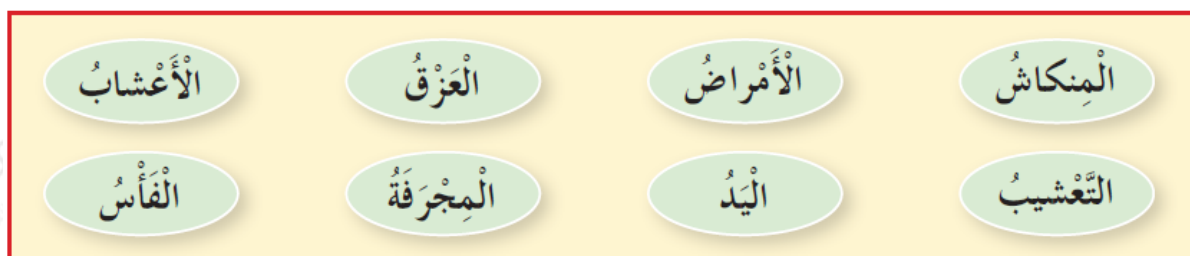 الْمِنكاشُ الْأَمْراضُ الْعَزْقُ الْأَعْشابُ
التَّعْشيبُ الْيَدُ الْمِجْرَفَةُ الْفَأْسُ